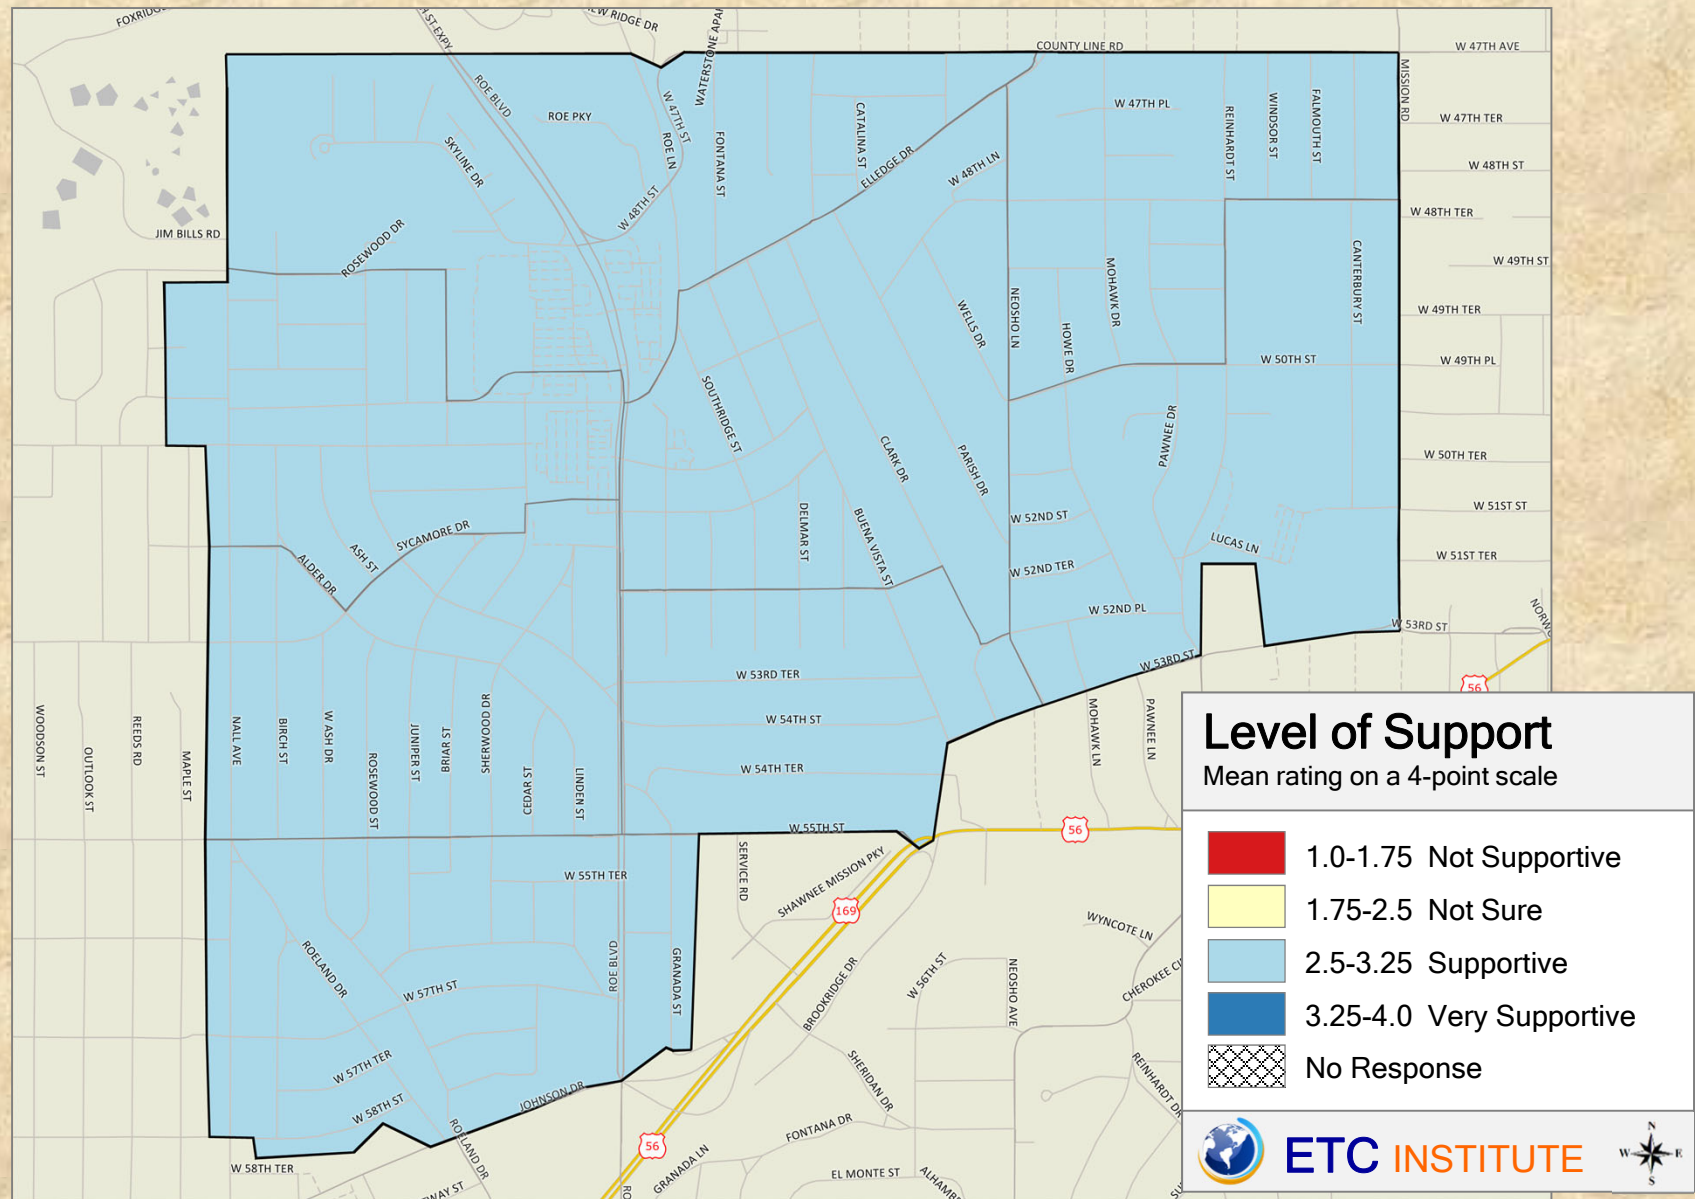 COUNTY LINE RD
W 47TH AVE
ROE BLVD
ROE PKY
W 47TH ST
ROE LN
FONTANA ST
CATALINA ST
ELLEDGE DR
W 48TH LN
W 47TH PL
REINHARDT ST
WINDSOR ST
FALMOUTH ST
MISSION RD
W 47TH TER
W 48TH ST
W 48TH TER
W 49TH ST
W 49TH TER
W 49TH PL
SKYLINE DR
W 48TH ST
JIM BILLS RD
ROSEWOOD DR
CANTERBURY ST
MOHAWK DR
NEOSHO LN
WELLS DR
HOWE DR
W 50TH ST
SOUTHRIDGE ST
PAWNEE DR
CLARK DR
PARISH DR
W 50TH TER
W 51ST ST
W 51ST TER
DELMAR ST
BUENA VISTA ST
W 52ND ST
W 52ND TER
W 52ND PL
LUCAS LN
SYCAMORE DR
ASH ST
ALDER DR
W 53RD ST
W 53RD ST
W 53RD TER
W 54TH ST
W 54TH TER
W 55TH ST
56
WOODSON ST
OUTLOOK ST
REEDS RD
MAPLE ST
NALL AVE
BIRCH ST
W ASH DR
ROSEWOOD ST
JUNIPER ST
BRIAR ST
SHERWOOD DR
CEDAR ST
LINDEN ST
MOHAWK LN
PAWNEE LN
56
SERVICE RD
SHAWNEE MISSION PKY
169
W 55TH TER
ROELAND DR
W 57TH ST
ROE BLVD
GRANADA ST
BROOKRIDGE DR
W 56TH ST
NEOSHO AVE
WYNCOTE LN
W 57TH TER
W 58TH ST
JOHNSON DR
ROELAND DR
W 58TH TER
56
GRANADA LN
FONTANA DR
SHERIDAN DR
EL MONTE ST
REINHARDT DR
Level of Support
Mean rating on a 4-point scale
1.0-1.75 Not Supportive
1.75-2.5 Not Sure
2.5-3.25 Supportive
3.25-4.0 Very Supportive
No Response
ETC INSTITUTE
N
W E
S